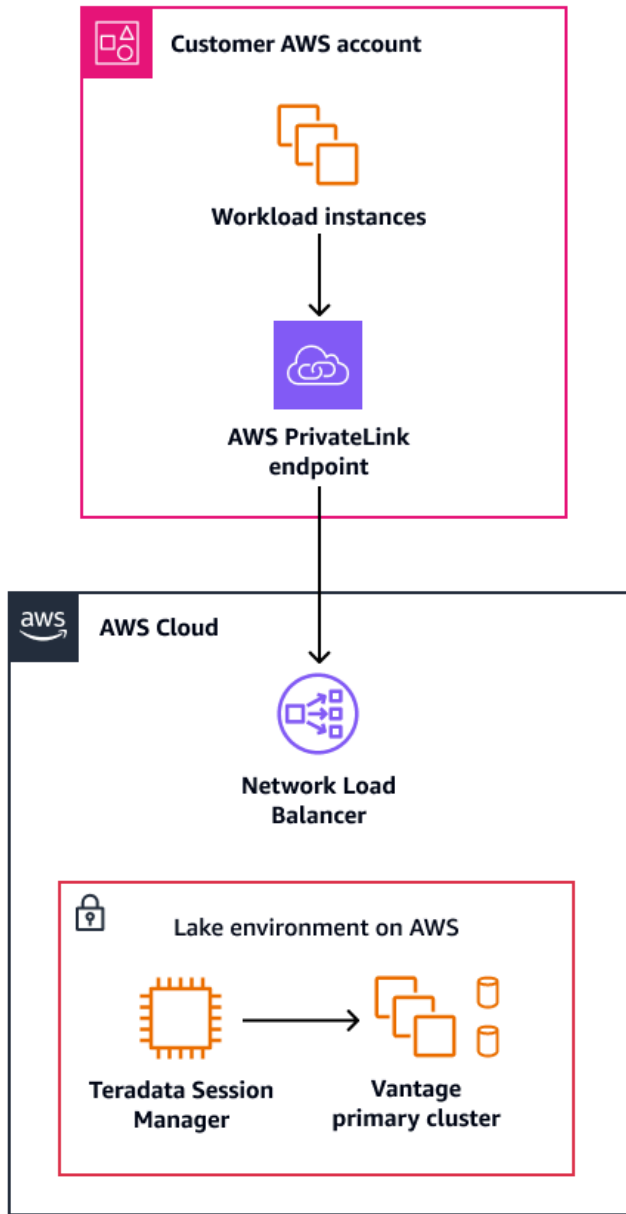 Customer AWS account
Workload instances
AWS PrivateLink
endpoint
aws
AWS Cloud
Network Load
Balancer
Lake environment on AWS
Teradata Session
Manager
Vantage
primary cluster